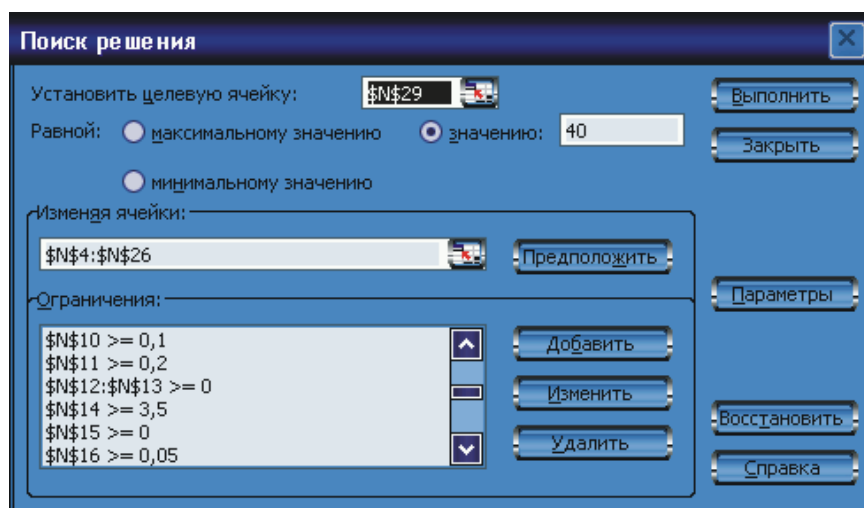 Поиск решения
Установить целевую ячейку: $N$29
Выполнить
Равной: максимальному значению значению: 40
Закрыть
минимальному значению
Изменяя ячейки:
$N$4:$N$26
Предположить
Параметры
Ограничения:
$N$10 >= 0,1
$N$11 >= 0,2
$N$12:$N$13 >= 0
$N$14 >= 3,5
$N$15 >= 0
$N$16 >= 0,05
Добавить
Изменить
Удалить
Восстановить
Справка